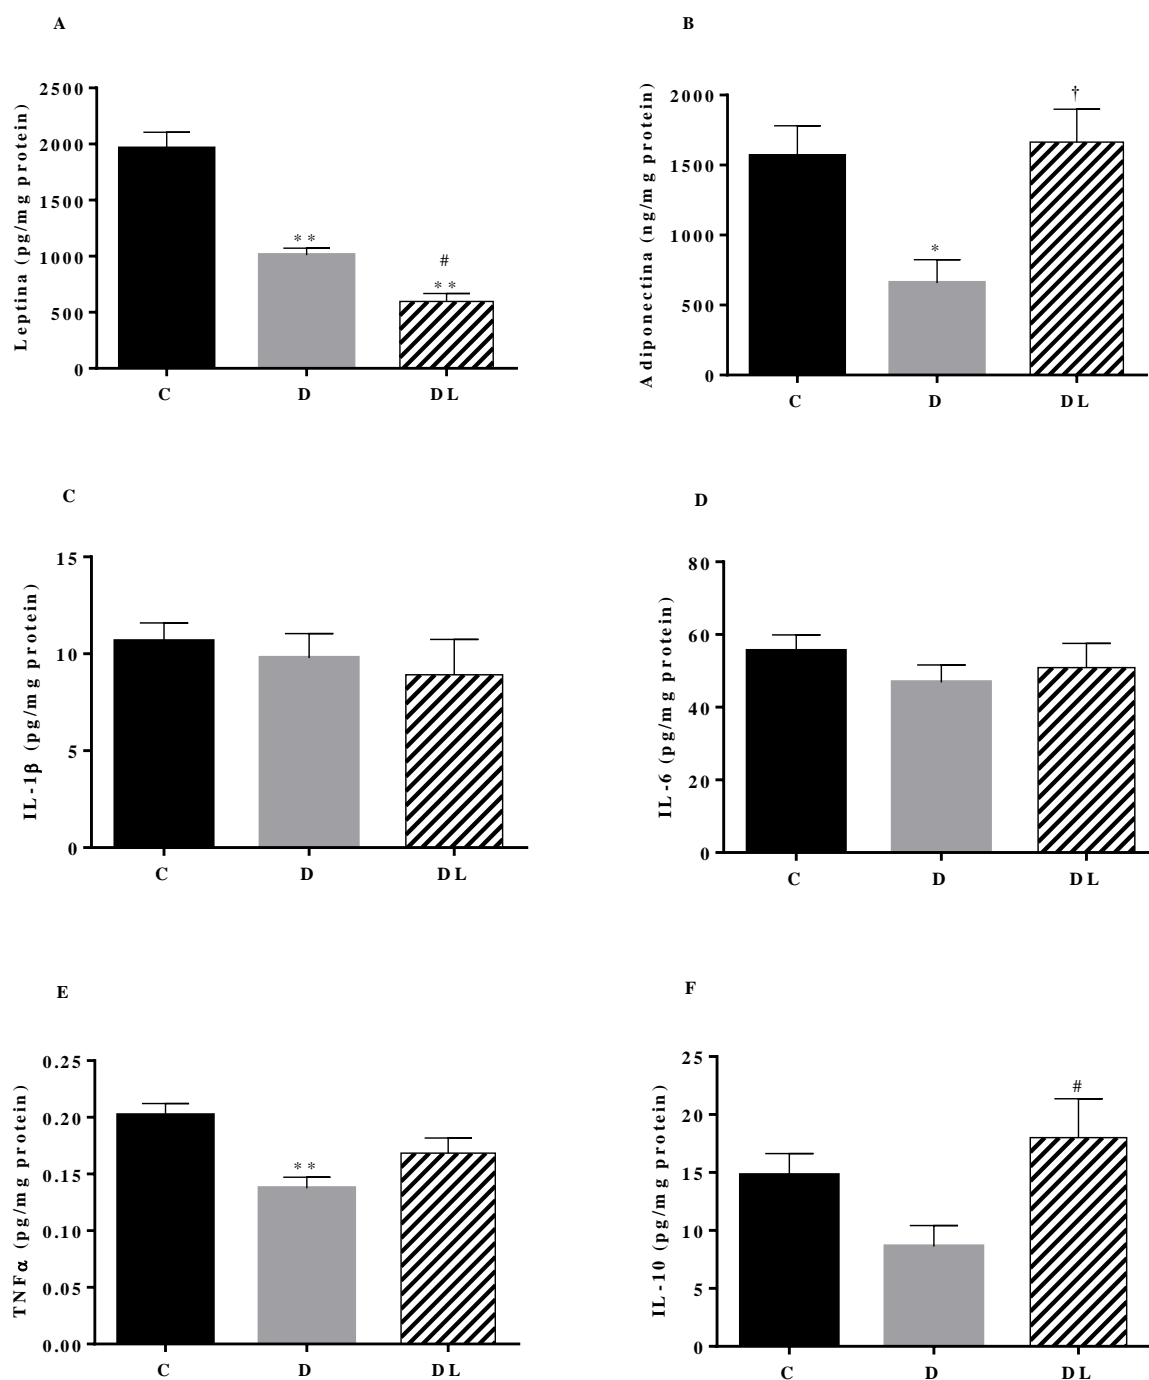 A
Leptina (pg/mg protein)
2500
2000
1500
1000
500
0
**
#
**
C D DL
B
Adiponectina (ng/mg protein)
2000
1500
1000
500
0
*
†
C D DL
C
IL-1β (pg/mg protein)
15
10
5
0
C D DL
D
IL-6 (pg/mg protein)
80
60
40
20
0
C D DL
E
TNFα (pg/mg protein)
0.25
0.20
0.15
0.10
0.05
0.00
**
C D DL
F
IL-10 (pg/mg protein)
25
20
15
10
5
0
#
C D DL